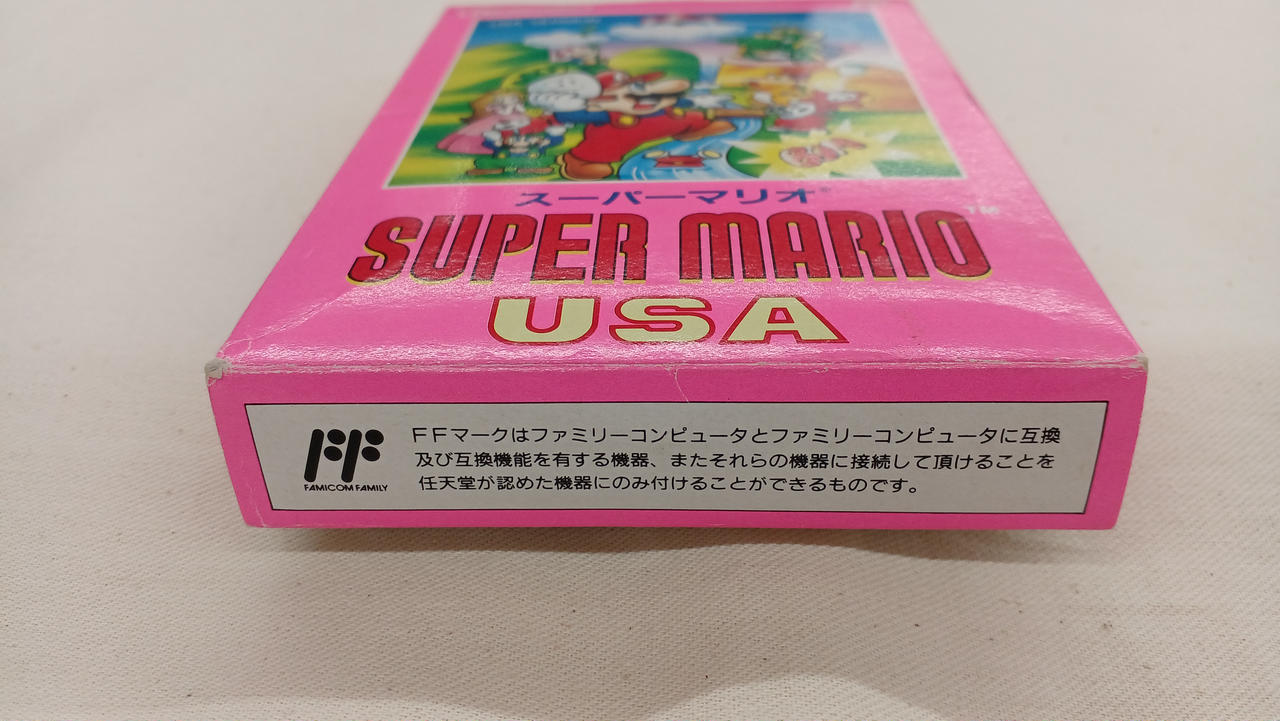 スーパーマリオ®
SUPER MARIO™
USA
FF
FAMICOM FAMILY
FFマークはファミリーコンピュータとファミリーコンピュータに互換
及び互換機能を有する機器、またそれらの機器に接続して頂けることを
任天堂が認めた機器にのみ付けることができるものです。